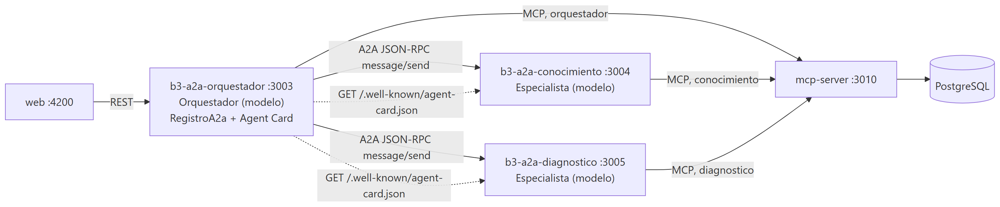 web :4200
REST
b3-a2a-orquestador :3003
Orquestador (modelo)
RegistroA2a + Agent Card
MCP, orquestador
A2A JSON-RPC
message/send
GET /.well-known/agent-
card.json
A2A JSON-RPC
message/send
GET /.well-known/agent-
card.json
b3-a2a-conocimiento :3004
Especialista (modelo)
b3-a2a-diagnostico :3005
Especialista (modelo)
MCP, conocimiento
MCP, diagnostico
mcp-server :3010
PostgreSQL